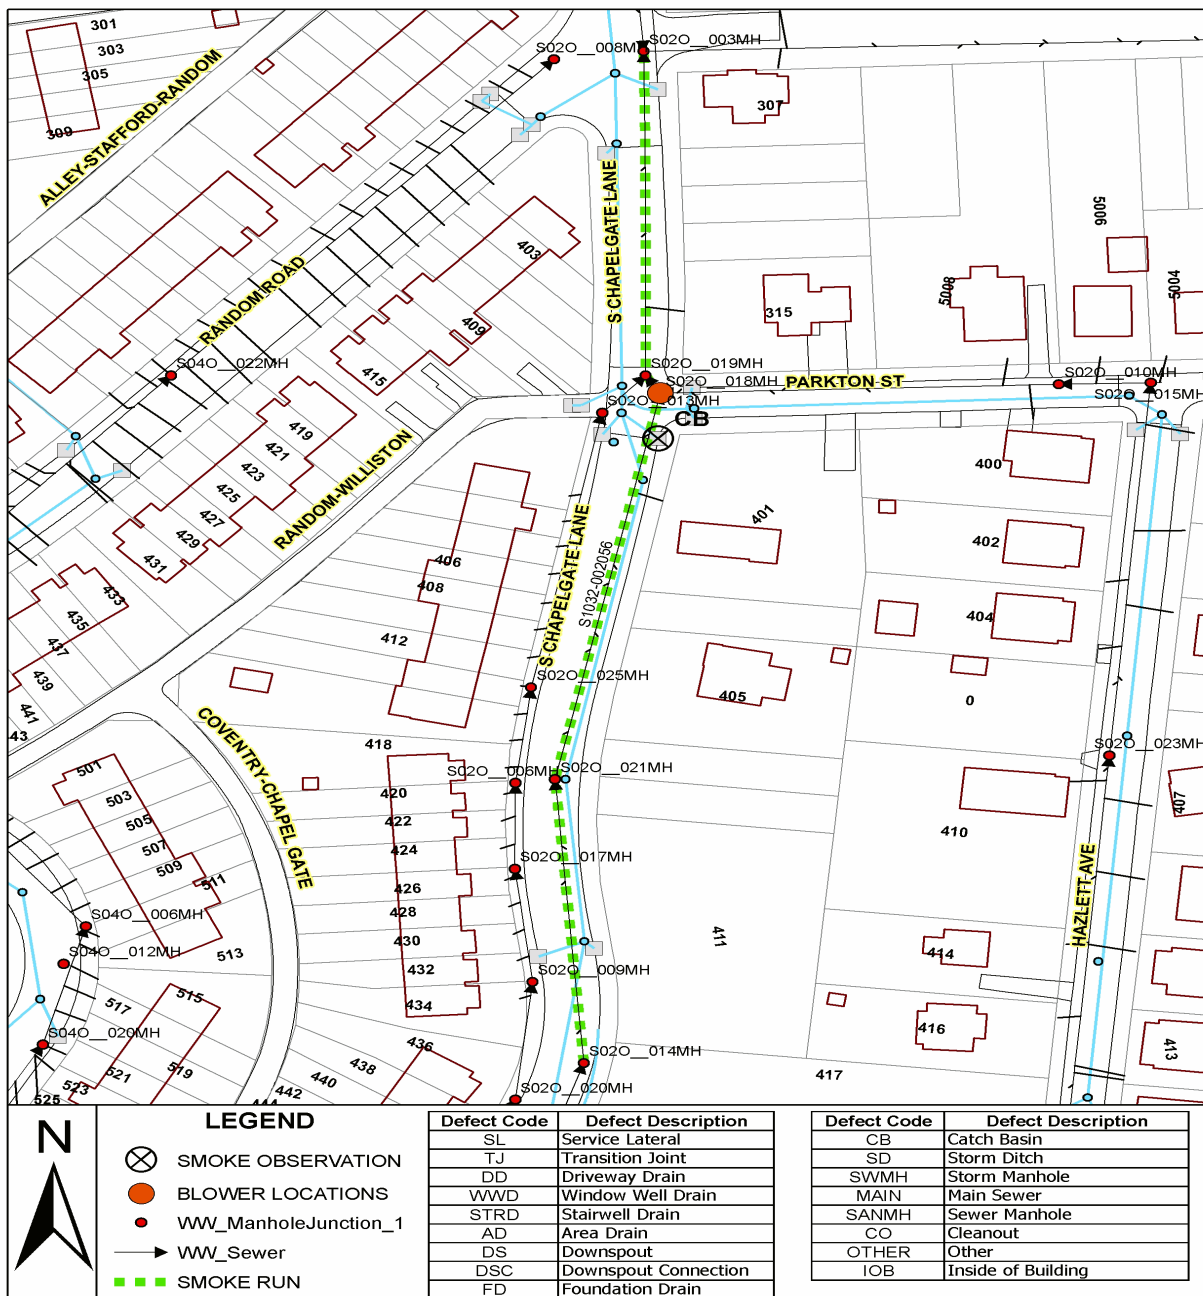 301
303
305
309
ALLEY-STAFFORD-RANDOM
S02O__008MH
S02O__003MH
307
S CHAPELGATE LANE
403
409
415
RANDOM ROAD
S04O__022MH
5006
5008
5004
315
S02O__019MH
S02O__018MH
PARKTON ST
S02O__010MH
S02O__015MH
S02O__013MH
CB
419
421
423
425
427
429
431
RANDOM-WILLISTON
400
401
402
404
0
405
406
408
412
S CHAPELGATE LANE
S1032-002056
433
435
437
439
441
43
S02O__025MH
COVENTRY-CHAPEL GATE
418
S02O__006MH
S02O__021MH
S02O__023MH
407
410
420
422
424
426
428
430
432
434
S02O__017MH
501
503
505
507
509
511
513
S04O__006MH
S04O__012MH
HAZLETT AVE
411
414
416
413
417
S02O__009MH
S02O__014MH
S02O__020MH
515
517
519
521
523
525
S04O__020MH
436
438
440
442
444
N
LEGEND
SMOKE OBSERVATION
BLOWER LOCATIONS
WW_ManholeJunction_1
WW_Sewer
SMOKE RUN
Defect Code Defect Description
SL Service Lateral
TJ Transition Joint
DD Driveway Drain
WWD Window Well Drain
STRD Stairwell Drain
AD Area Drain
DS Downspout
DSC Downspout Connection
FD Foundation Drain
Defect Code Defect Description
CB Catch Basin
SD Storm Ditch
SWMH Storm Manhole
MAIN Main Sewer
SANMH Sewer Manhole
CO Cleanout
OTHER Other
IOB Inside of Building